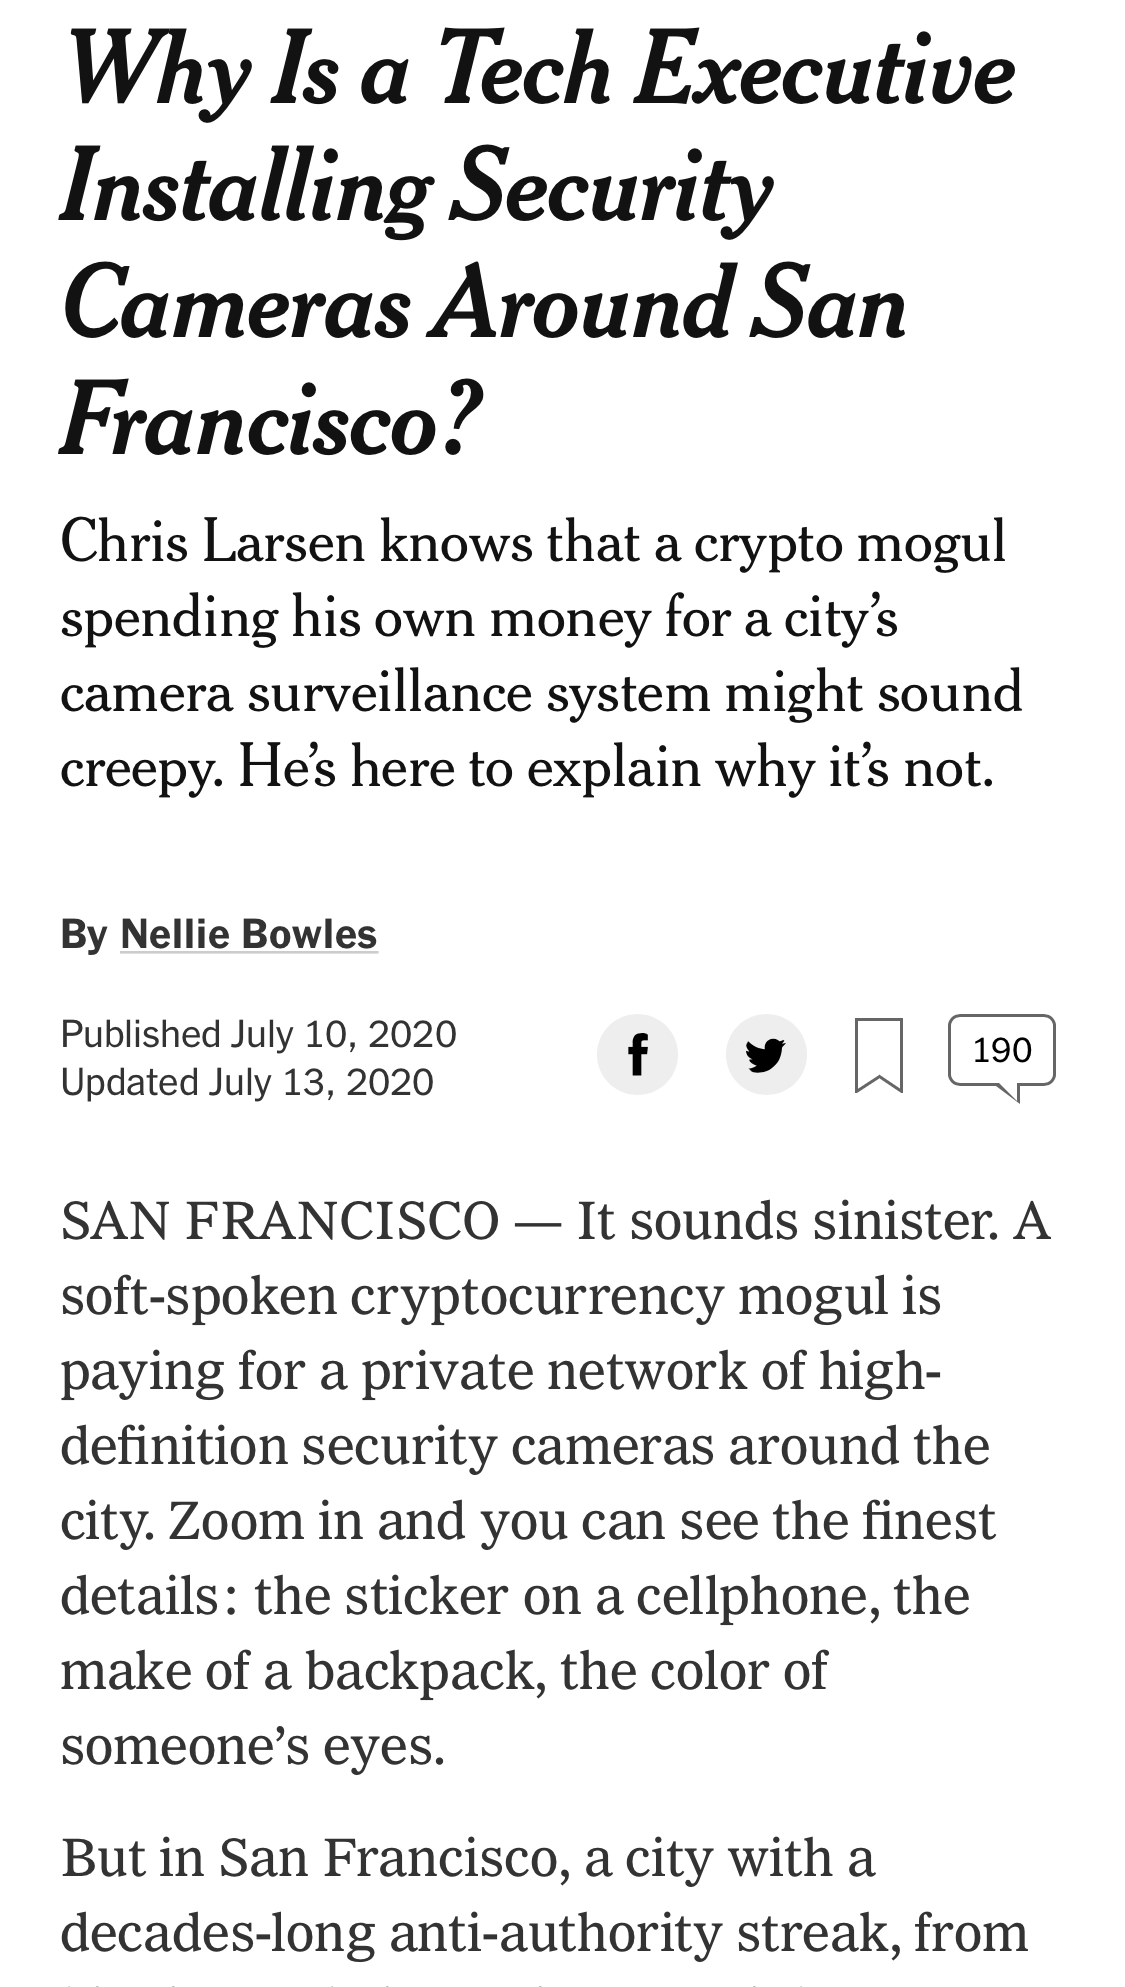 Why Is a Tech Executive
Installing Security
Cameras Around San
Francisco?
Chris Larsen knows that a crypto mogul
spending his own money for a city’s
camera surveillance system might sound
creepy. He’s here to explain why it’s not.
By Nellie Bowles
Published July 10, 2020
Updated July 13, 2020
190
SAN FRANCISCO — It sounds sinister. A
soft-spoken cryptocurrency mogul is
paying for a private network of high-
definition security cameras around the
city. Zoom in and you can see the finest
details: the sticker on a cellphone, the
make of a backpack, the color of
someone’s eyes.
But in San Francisco, a city with a
decades-long anti-authority streak, from